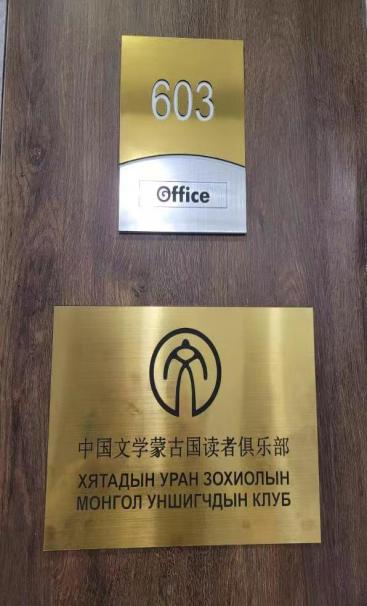 603
Office
中国文学蒙古国读者俱乐部
ХЯТАДЫН УРАН ЗОХИОЛЫН
МОНГОЛ УНШИГЧДЫН КЛУБ